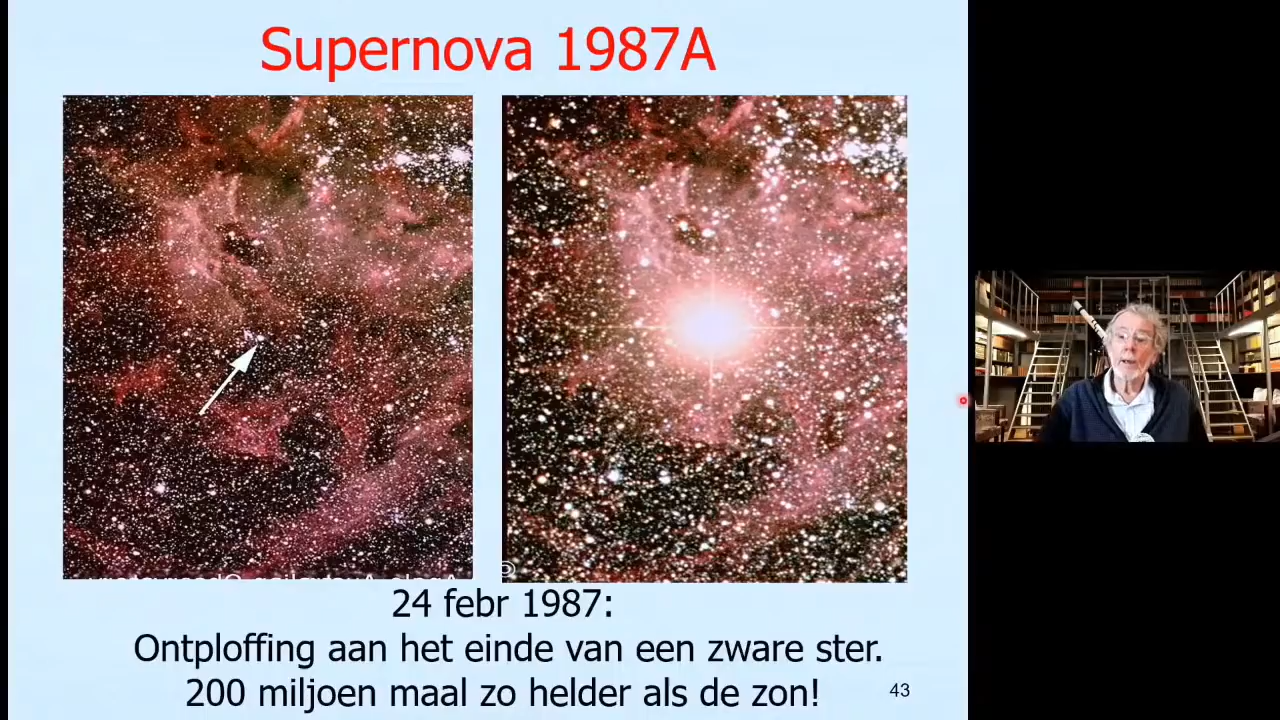 Supernova 1987A
©
24 febr 1987:
Ontploffing aan het einde van een zware ster.
200 miljoen maal zo helder als de zon!
43